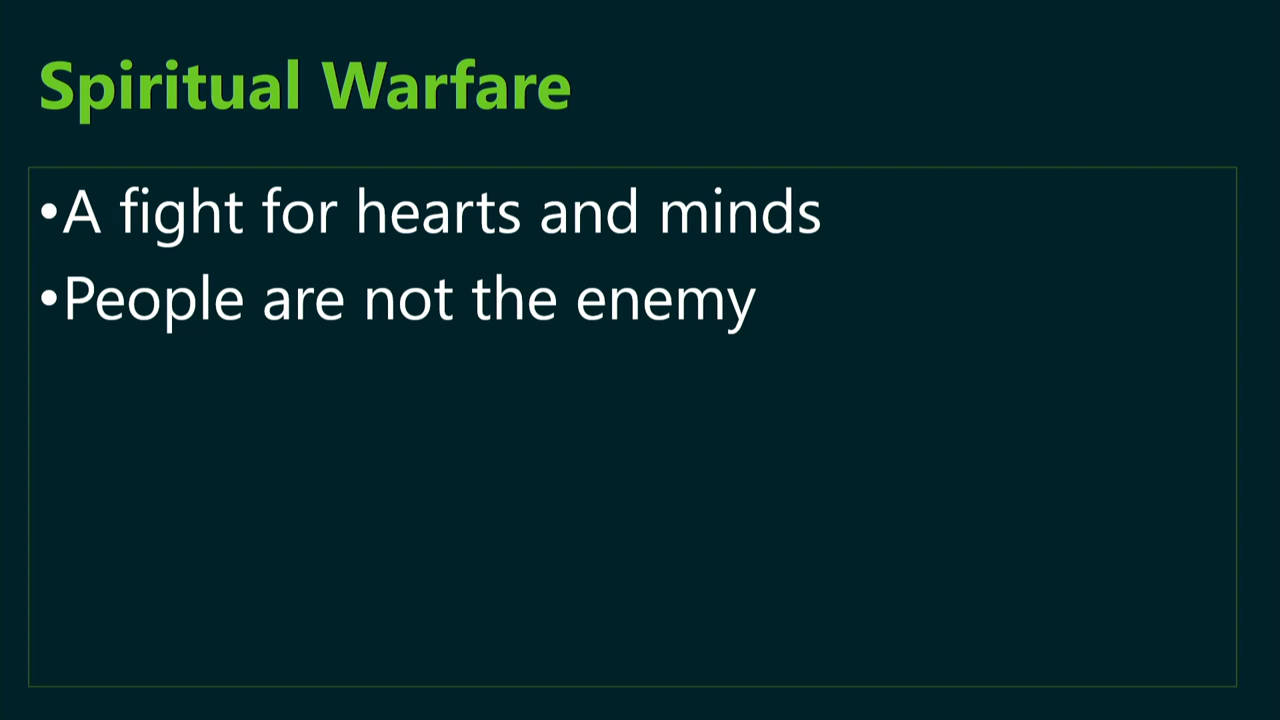 Spiritual Warfare
•A fight for hearts and minds
•People are not the enemy